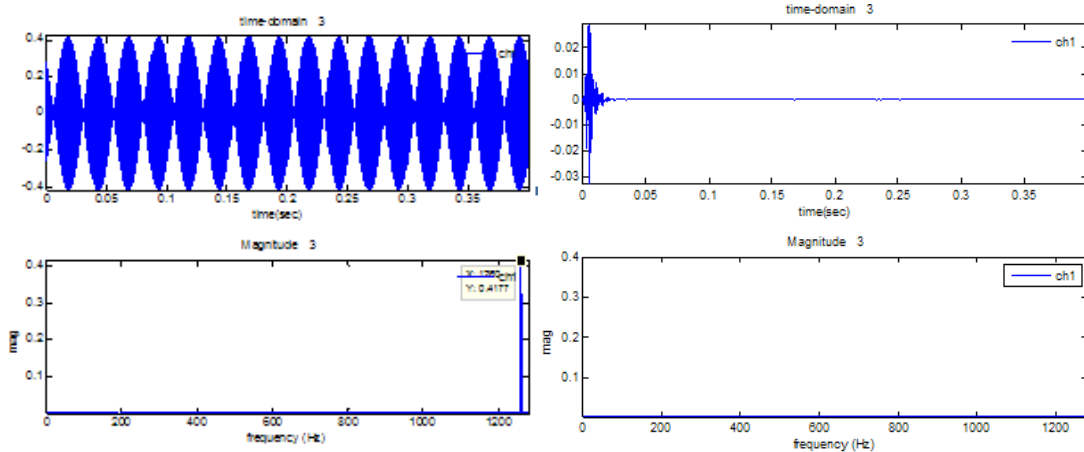 time-domain 3
0.4
0.2
0
-0.2
-0.4
ch1
0 0.05 0.1 0.15 0.2 0.25 0.3 0.35
time(sec)
Magnitude 3
0.4
0.3
0.2
0.1
mag
Y: 0.4177
0 200 400 600 800 1000 1200
frequency (Hz)
time-domain 3
0.02
0.01
0
-0.01
-0.02
-0.03
ch1
0 0.05 0.1 0.15 0.2 0.25 0.3 0.35
time(sec)
Magnitude 3
0.4
0.3
0.2
0.1
mag
ch1
0 200 400 600 800 1000 1200
frequency (Hz)